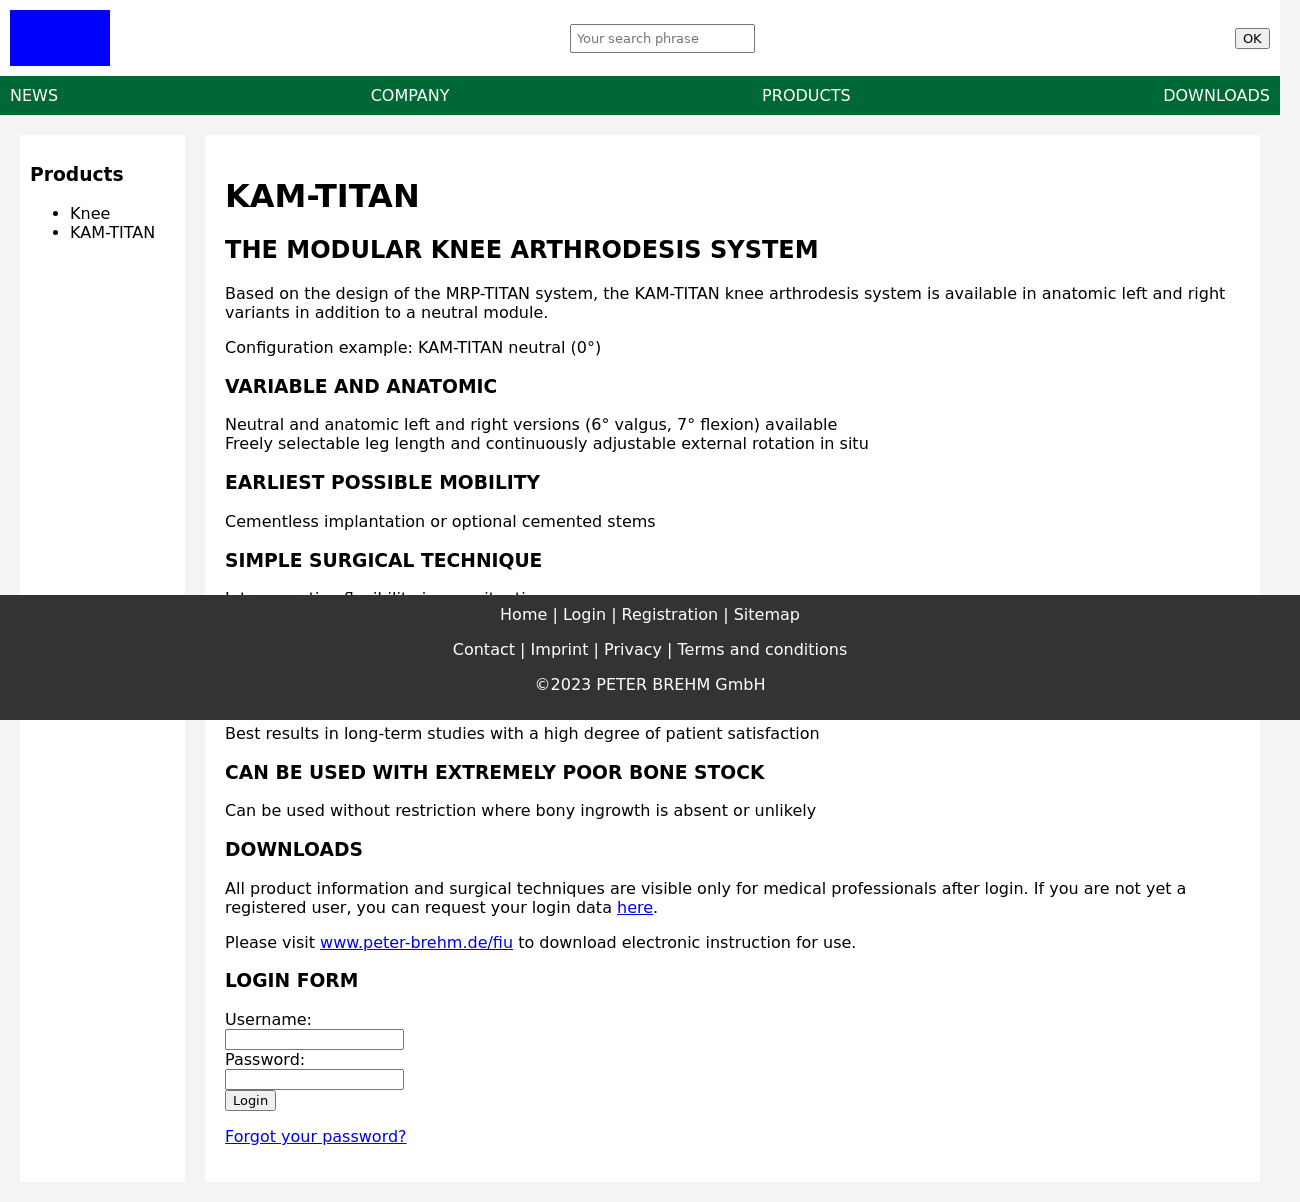 Your search phrase
OK
NEWS
COMPANY
PRODUCTS
DOWNLOADS
Products
• Knee
• KAM-TITAN
KAM-TITAN
THE MODULAR KNEE ARTHRODESIS SYSTEM
Based on the design of the MRP-TITAN system, the KAM-TITAN knee arthrodesis system is available in anatomic left and right
variants in addition to a neutral module.
Configuration example: KAM-TITAN neutral (0°)
VARIABLE AND ANATOMIC
Neutral and anatomic left and right versions (6° valgus, 7° flexion) available
Freely selectable leg length and continuously adjustable external rotation in situ
EARLIEST POSSIBLE MOBILITY
Cementless implantation or optional cemented stems
SIMPLE SURGICAL TECHNIQUE
Home | Login | Registration | Sitemap
Contact | Imprint | Privacy | Terms and conditions
©2023 PETER BREHM GmbH
Best results in long-term studies with a high degree of patient satisfaction
CAN BE USED WITH EXTREMELY POOR BONE STOCK
Can be used without restriction where bony ingrowth is absent or unlikely
DOWNLOADS
All product information and surgical techniques are visible only for medical professionals after login. If you are not yet a
registered user, you can request your login data here.
Please visit www.peter-brehm.de/fiu to download electronic instruction for use.
LOGIN FORM
Username:
Password:
Login
Forgot your password?